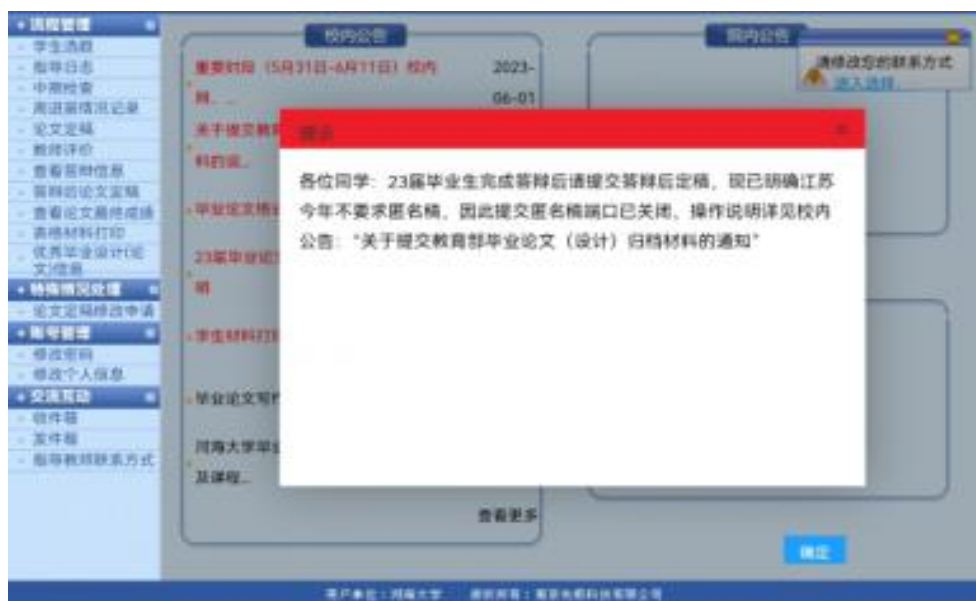 流程管理
校内公告
院内公告
学生选题
指导日志
中期检查
周进展情况记录
论文定稿
教师评价
查看答辩信息
答辩后论文定稿
查看论文最终成绩
表格材料打印
优秀毕业设计(论
文)信息
特殊情况处理
论文定稿修改申请
账号管理
修改密码
修改个人信息
交流互动
收件箱
发件箱
指导教师联系方式
重要时间（5月31日-6月11日）校内
2023-
06-01
关于提交教育
料的说...
毕业论文
23届毕业论
明
学生材料打印
毕业论文写作
河海大学毕业
及课程...
查看更多
请修改您的联系方式
进入选择
提示
各位同学：23届毕业生完成答辩后请提交答辩后定稿，现已明确江苏
今年不要求匿名稿，因此提交匿名稿端口已关闭，操作说明详见校内
公告：“关于提交教育部毕业论文（设计）归档材料的通知”
确定
用户单位：河海大学